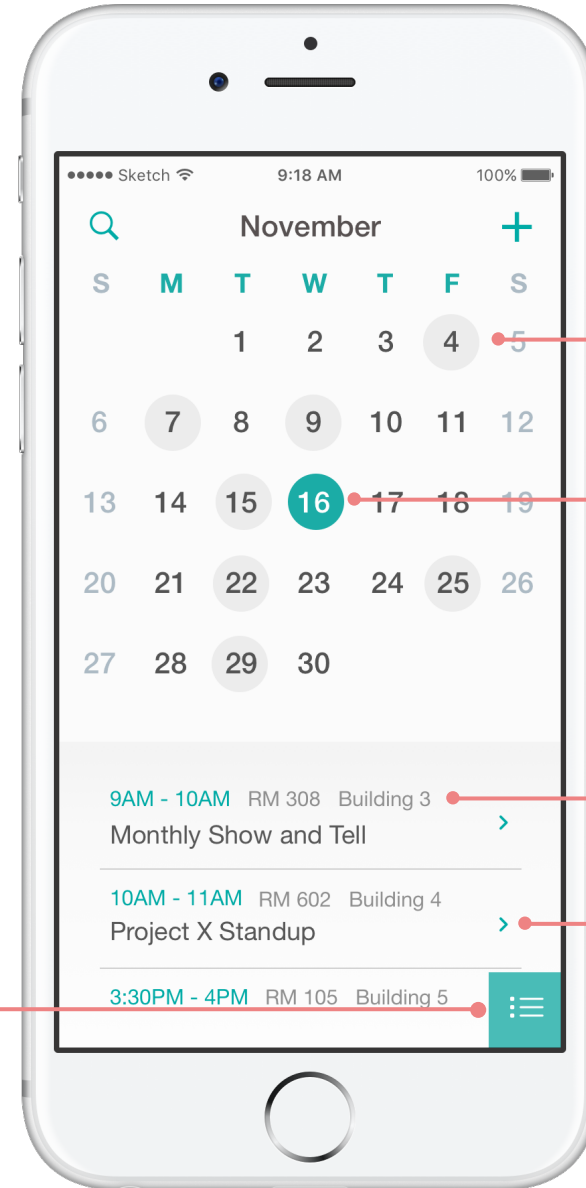 Sketch 9:18 AM 100%
November
S M T W T F S
1 2 3 4 5
6 7 8 9 10 11 12
13 14 15 16 17 18 19
20 21 22 23 24 25 26
27 28 29 30
9AM - 10AM RM 308 Building 3
Monthly Show and Tell
10AM - 11AM RM 602 Building 4
Project X Standup
3:30PM - 4PM RM 105 Building 5